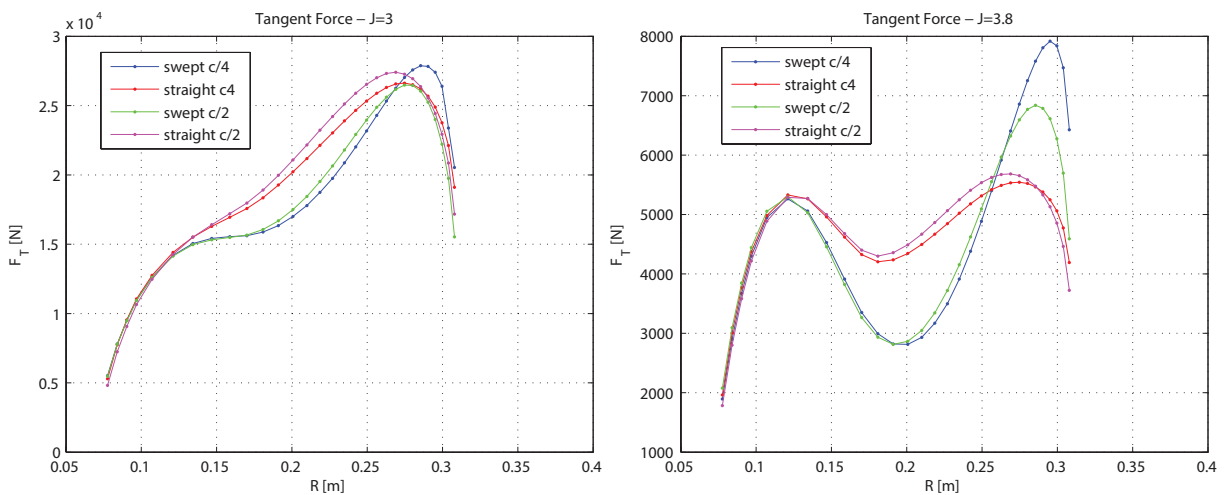 Tangent Force – J=3
x 10^4
3
2.5
2
1.5
1
0.5
0
F_T [N]
0.05 0.1 0.15 0.2 0.25 0.3 0.35 0.4
R [m]
swept c/4
straight c4
swept c/2
straight c/2
Tangent Force – J=3.8
8000
7000
6000
5000
4000
3000
2000
1000
F_T [N]
0.05 0.1 0.15 0.2 0.25 0.3 0.35 0.4
R [m]
swept c/4
straight c4
swept c/2
straight c/2